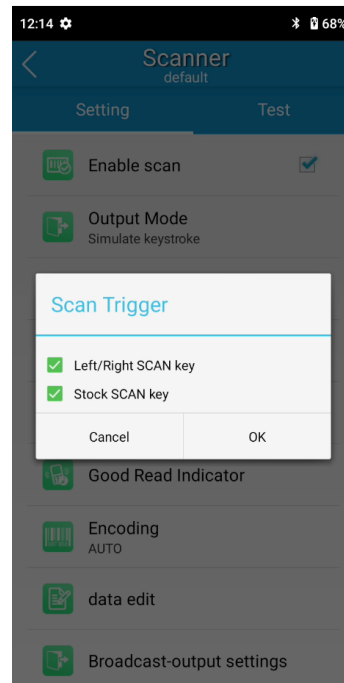 12:14 68%
Scanner
default
Setting Test
Enable scan
Output Mode
Simulate keystroke
Scan Trigger
Left/Right SCAN key
Stock SCAN key
Cancel OK
Good Read Indicator
Encoding
AUTO
data edit
Broadcast-output settings